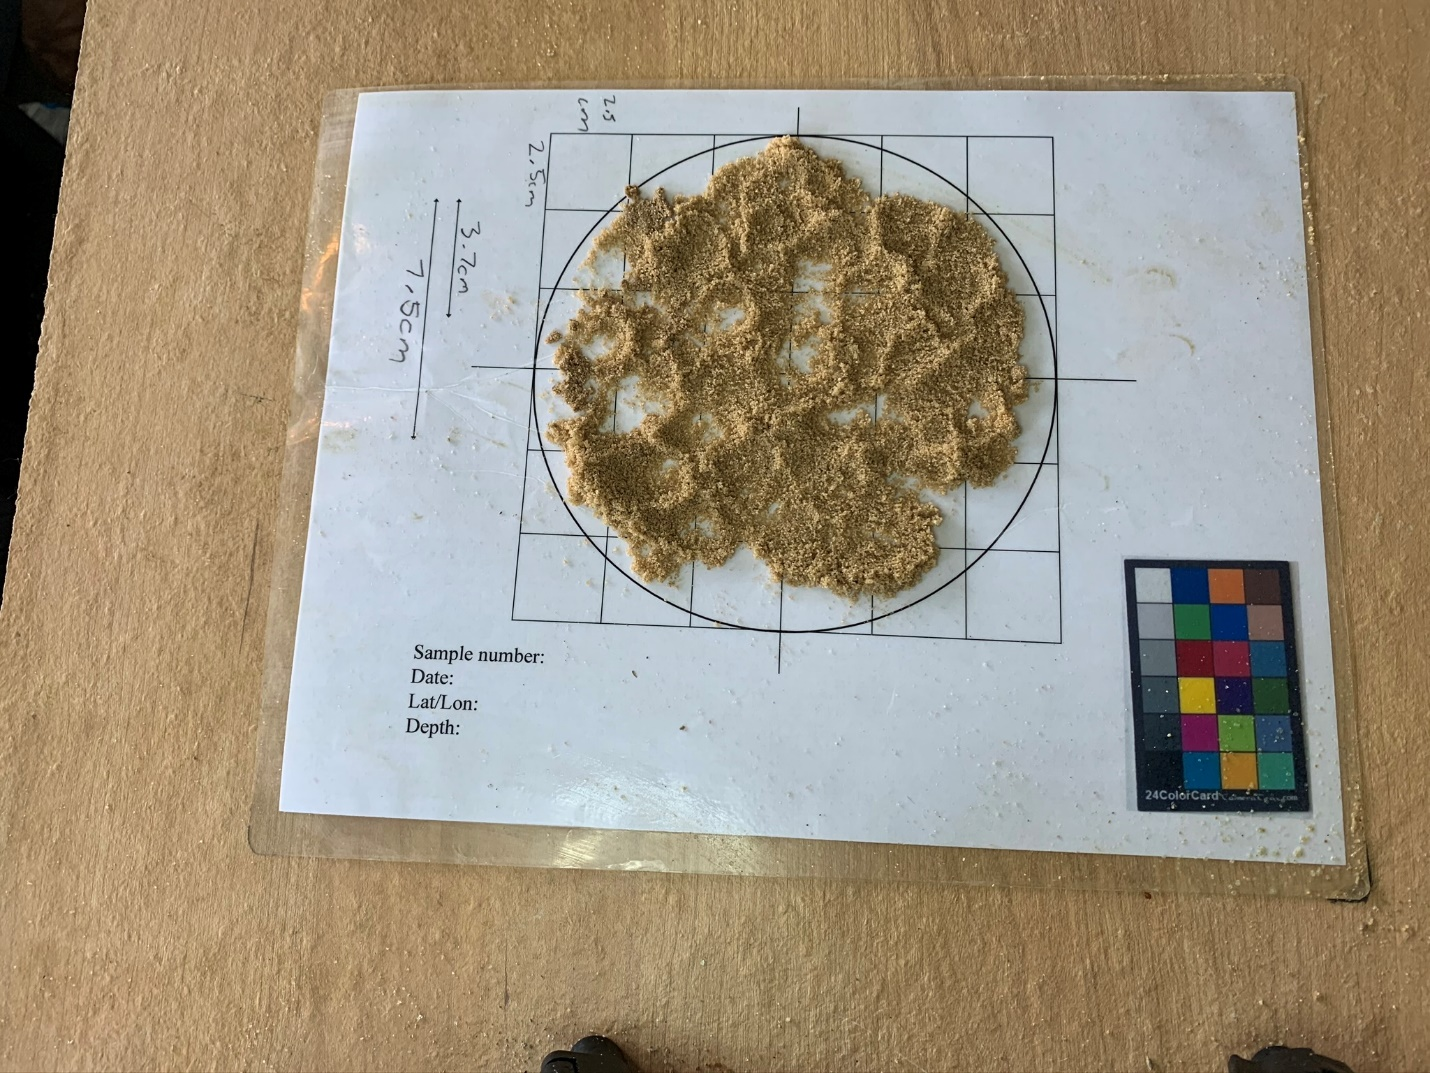 2.5
cm
2.5cm
3.7cm
7.5cm
Sample number:
Date:
Lat/Lon:
Depth:
24ColorCard